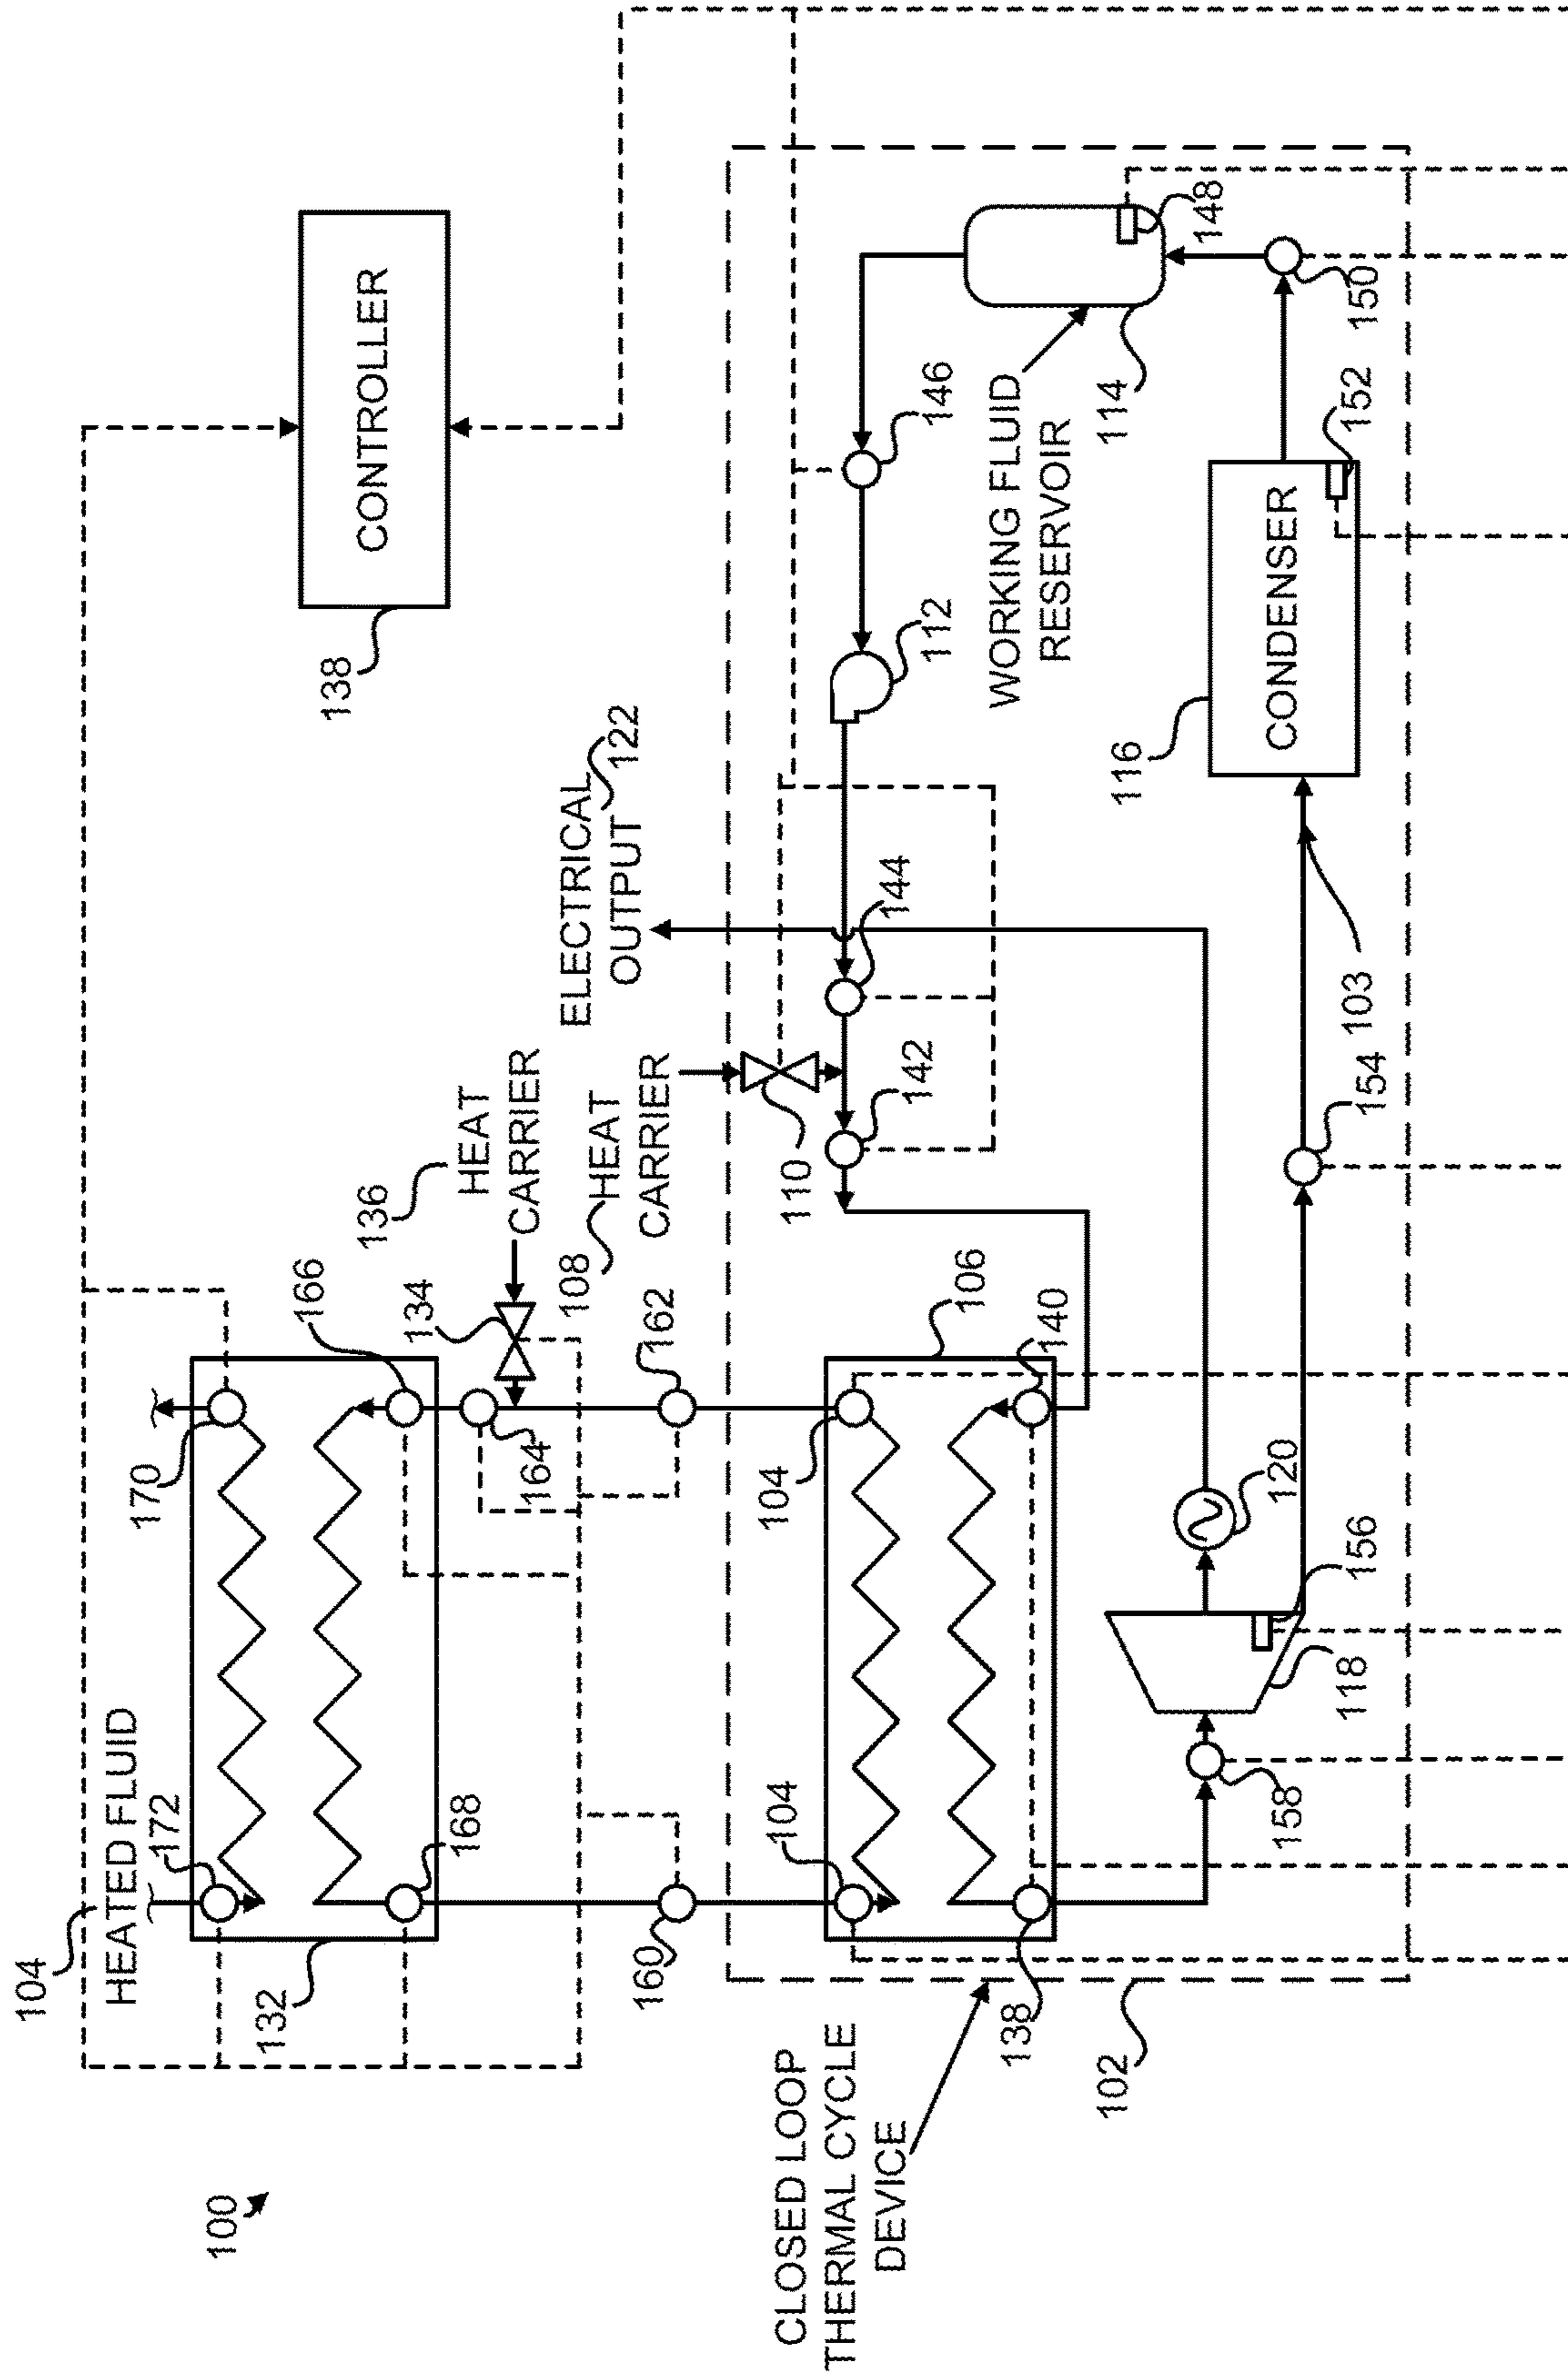 104
HEATED FLUID
172
170
100
132
166
138
CONTROLLER
136
134
168
HEAT
CARRIER
164
108
HEAT
CARRIER
ELECTRICAL
OUTPUT
122
160
162
104
104
CLOSED LOOP
THERMAL CYCLE
DEVICE
110
144
142
112
146
106
WORKING FLUID
RESERVOIR
138
140
102
114
116
148
158
120
CONDENSER
118
156
154
103
152
150